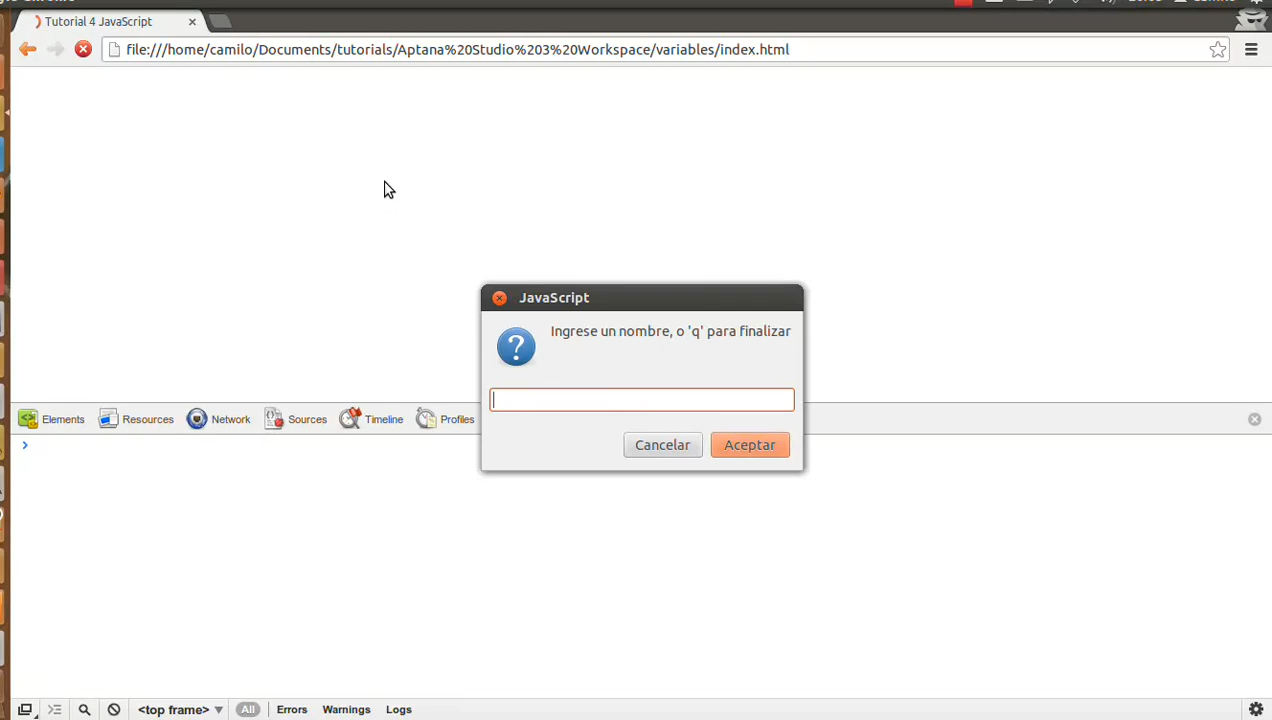 Tutorial 4 JavaScript
file:///home/camilo/Documents/tutorials/Aptana%20Studio%203%20Workspace/variables/index.html
JavaScript
Ingrese un nombre, o 'q' para finalizar
Cancelar Aceptar
Elements Resources Network Sources Timeline Profiles
<top frame> All Errors Warnings Logs